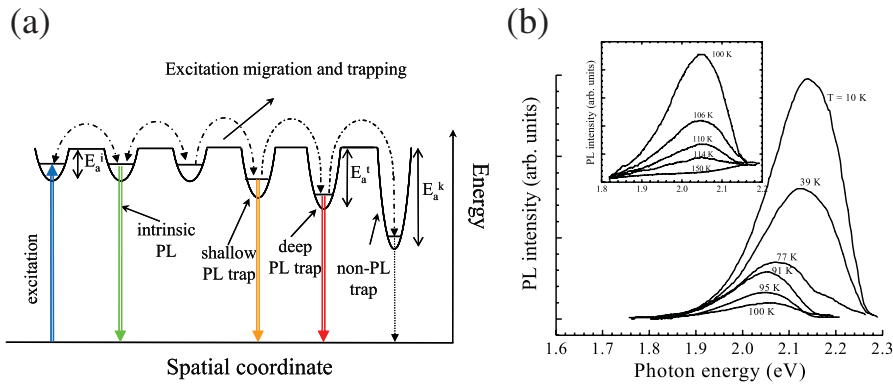 (a)
Excitation migration and trapping
E_a^i
E_a^t
E_a^k
Energy
excitation
intrinsic
PL
shallow
PL trap
deep
PL trap
non-PL
trap
Spatial coordinate
(b)
PL intensity (arb. units)
100 K
106 K
110 K
114 K
150 K
1.8 1.9 2.0 2.1 2.2
PL intensity (arb. units)
T = 10 K
39 K
77 K
91 K
95 K
100 K
1.6 1.7 1.8 1.9 2.0 2.1 2.2 2.3
Photon energy (eV)